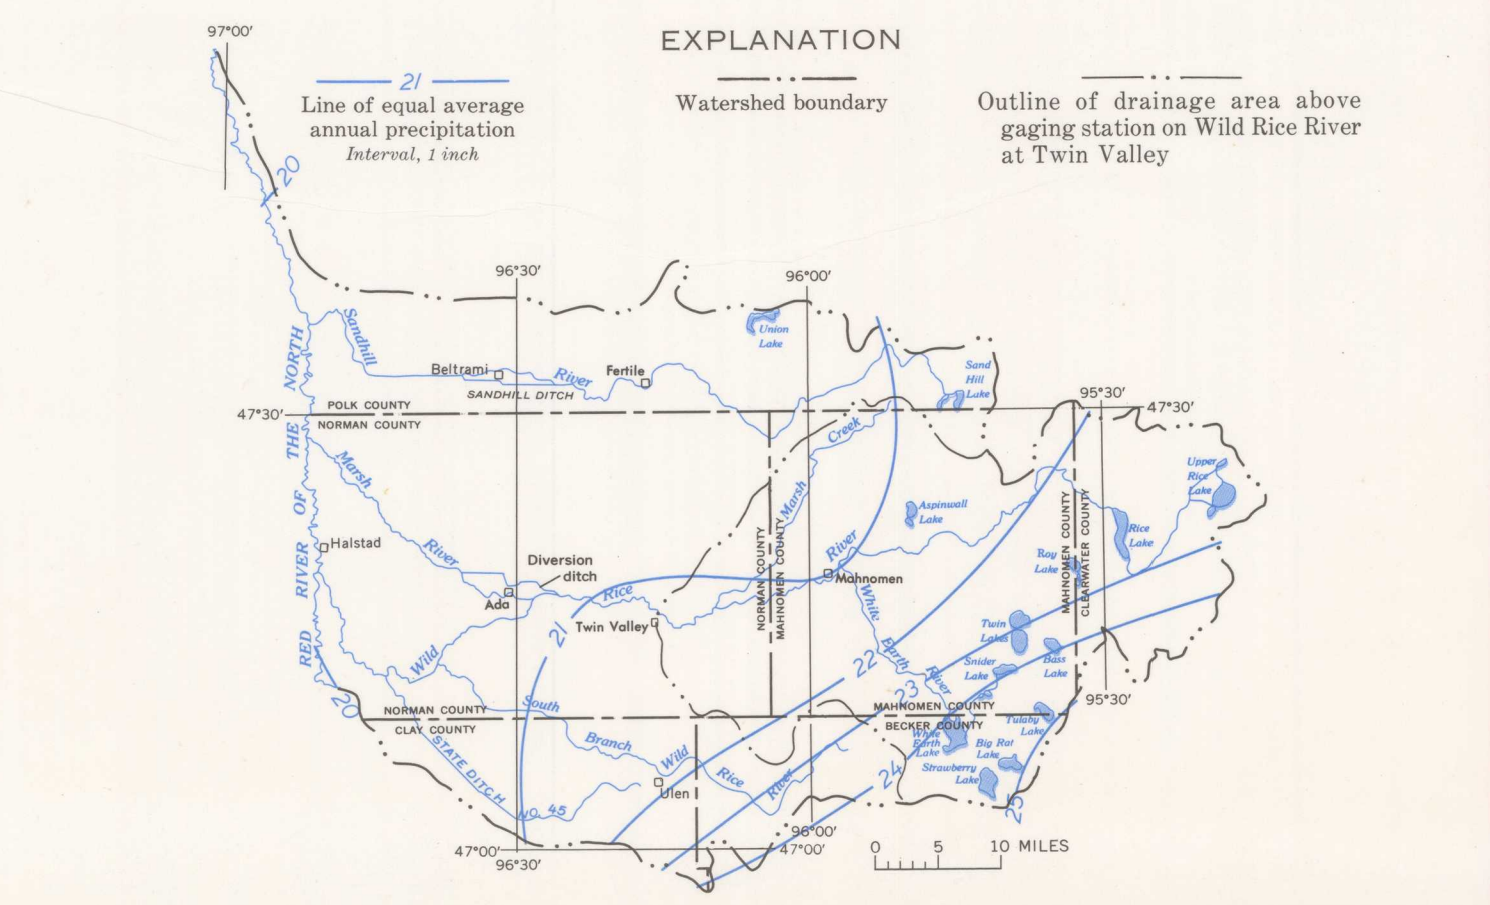 EXPLANATION
21
Line of equal average
annual precipitation
Interval, 1 inch
Watershed boundary
Outline of drainage area above
gaging station on Wild Rice River
at Twin Valley
97°00′
20
96°30′
96°00′
Union
Lake
Sandhill
Beltrami
River
Fertile
SANDHILL DITCH
Sand
Hill
Lake
95°30′
47°30′
POLK COUNTY
NORMAN COUNTY
47°30′
RED RIVER OF THE NORTH
Marsh
River
Creek
Marsh
Upper
Rice
Lake
Aspinwall
Lake
Rice
Lake
Halstad
Diversion
ditch
Ada
Rice
River
Mahnomen
NORMAN COUNTY
MAHNOMEN COUNTY
MAHNOMEN COUNTY
CLEARWATER COUNTY
Roy
Lake
Twin Valley
21
Wild
White
Earth
River
Twin
Lakes
Snider
Lake
Bass
Lake
22
23
95°30′
20
NORMAN COUNTY
CLAY COUNTY
South
Branch
Wild
Rice
River
MAHNOMEN COUNTY
BECKER COUNTY
White
Earth
Lake
Tulaby
Lake
Big Rat
Lake
Strawberry
Lake
24
25
STATE DITCH
NO. 45
Ulen
47°00′
96°30′
96°00′
47°00′
0 5 10 MILES